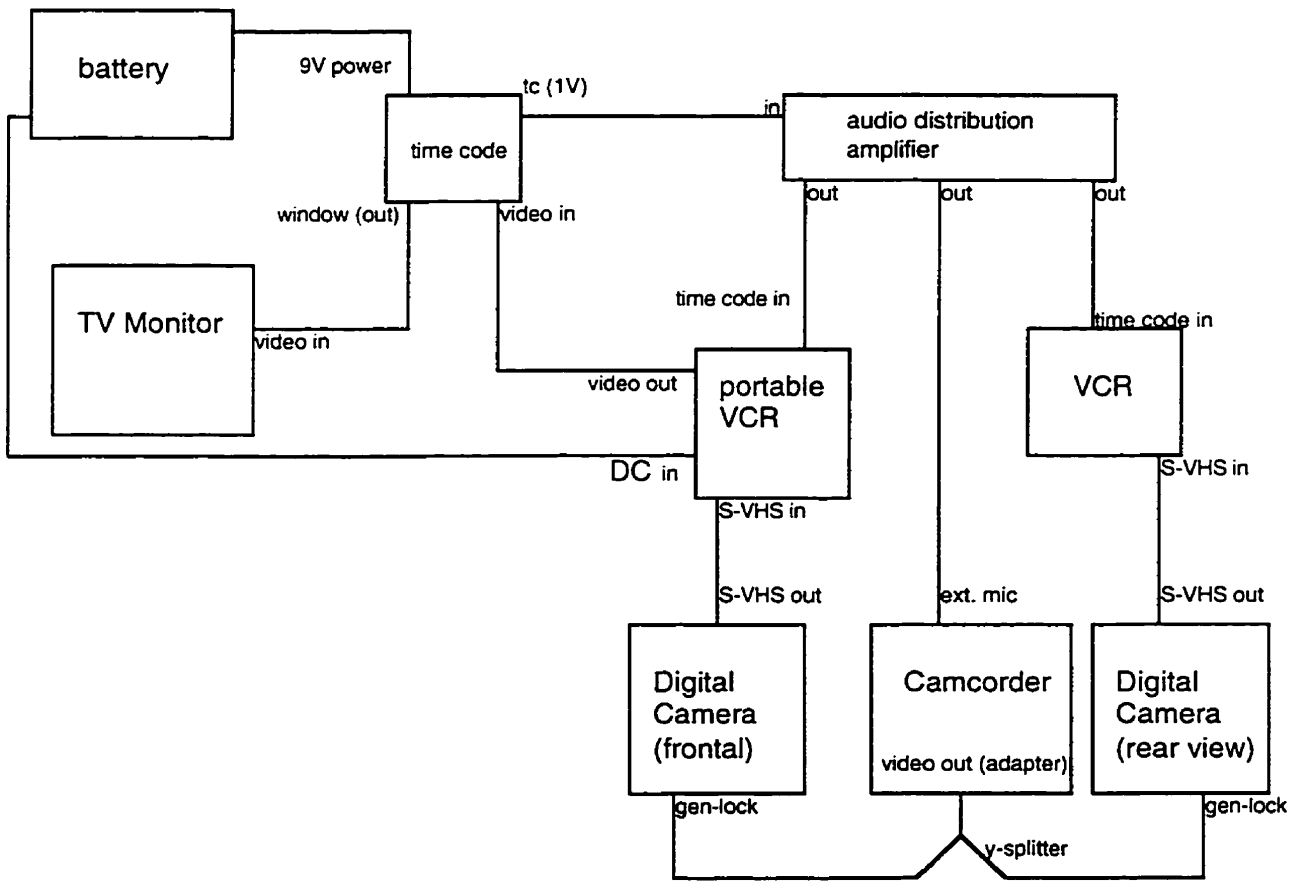 battery
9V power
tc (1V)
in
audio distribution
amplifier
time code
out
out
out
window (out)
video in
time code in
TV Monitor
video in
time code in
video out
portable
VCR
VCR
DC in
S-VHS in
S-VHS in
S-VHS out
ext. mic
S-VHS out
Digital
Camera
(frontal)
Camcorder
video out (adapter)
Digital
Camera
(rear view)
gen-lock
gen-lock
y-splitter